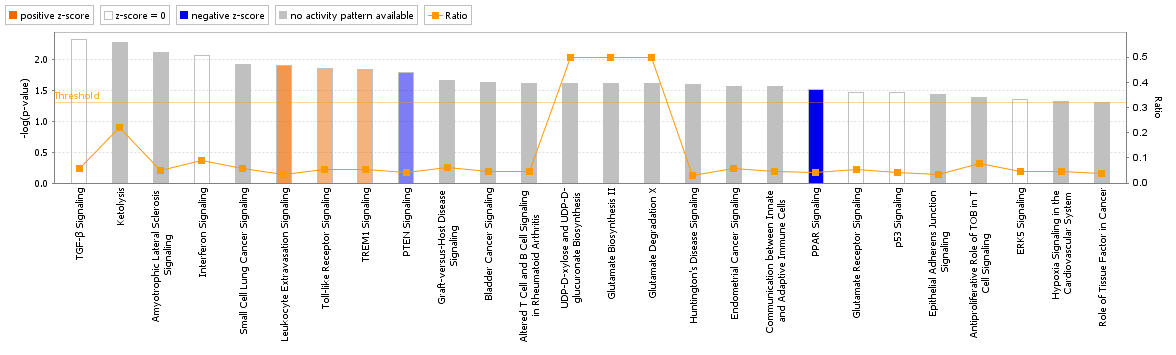 positive z-score
z-score = 0
negative z-score
no activity pattern available
Ratio
-log(p-value)
2.0
1.5
1.0
0.5
0.0
Threshold
0.5
0.4
0.3
0.2
0.1
0.0
Ratio
TGF-β Signaling
Ketolysis
Amyotrophic Lateral Sclerosis
Signaling
Interferon Signaling
Small Cell Lung Cancer Signaling
Leukocyte Extravasation Signaling
Toll-like Receptor Signaling
TREM1 Signaling
PTEN Signaling
Graft-versus-Host Disease
Signaling
Bladder Cancer Signaling
Altered T Cell and B Cell Signaling
in Rheumatoid Arthritis
UDP-D-xylose and UDP-D-
glucuronate Biosynthesis
Glutamate Biosynthesis II
Glutamate Degradation X
Huntington's Disease Signaling
Endometrial Cancer Signaling
Communication between Innate
and Adaptive Immune Cells
PPAR Signaling
Glutamate Receptor Signaling
p53 Signaling
Epithelial Adherens Junction
Signaling
Antiproliferative Role of TOB in T
Cell Signaling
ERK5 Signaling
Hypoxia Signaling in the
Cardiovascular System
Role of Tissue Factor in Cancer